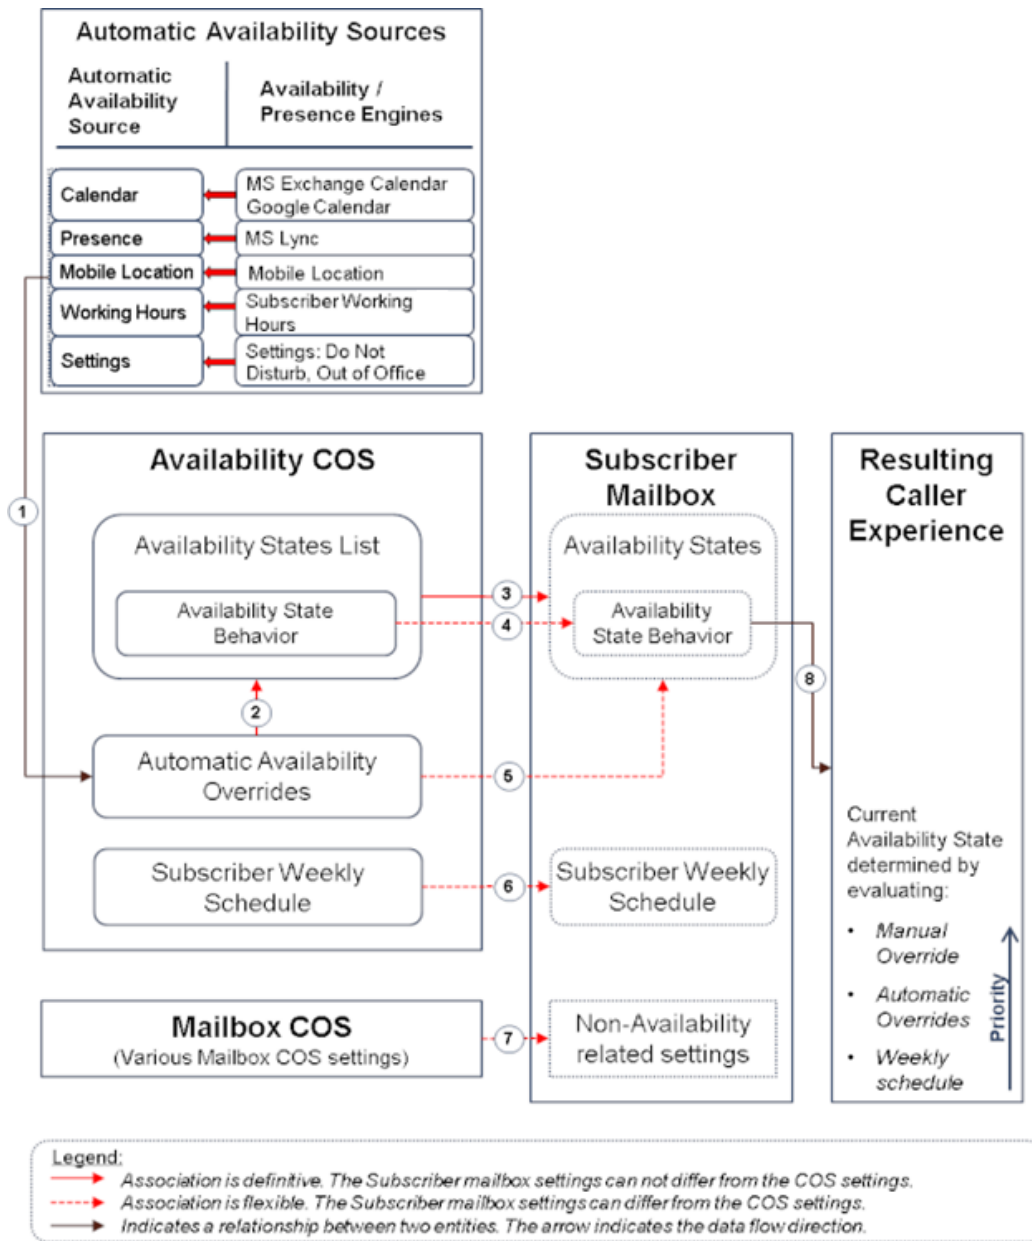 Automatic Availability Sources
Automatic
Availability
Source
Availability /
Presence Engines
Calendar
MS Exchange Calendar
Google Calendar
Presence
MS Lync
Mobile Location
Mobile Location
Working Hours
Subscriber Working
Hours
Settings
Settings: Do Not
Disturb, Out of Office
1
Availability COS
Availability States List
Availability State
Behavior
2
Automatic Availability
Overrides
Subscriber Weekly
Schedule
3
4
5
6
Subscriber
Mailbox
Availability States
Availability
State Behavior
Subscriber Weekly
Schedule
8
Resulting
Caller
Experience
Current
Availability State
determined by
evaluating:
• Manual
Override
• Automatic
Overrides
• Weekly
schedule
Priority
Mailbox COS
(Various Mailbox COS settings)
7
Non-Availability
related settings
Legend:
Association is definitive. The Subscriber mailbox settings can not differ from the COS settings.
Association is flexible. The Subscriber mailbox settings can differ from the COS settings.
Indicates a relationship between two entities. The arrow indicates the data flow direction.